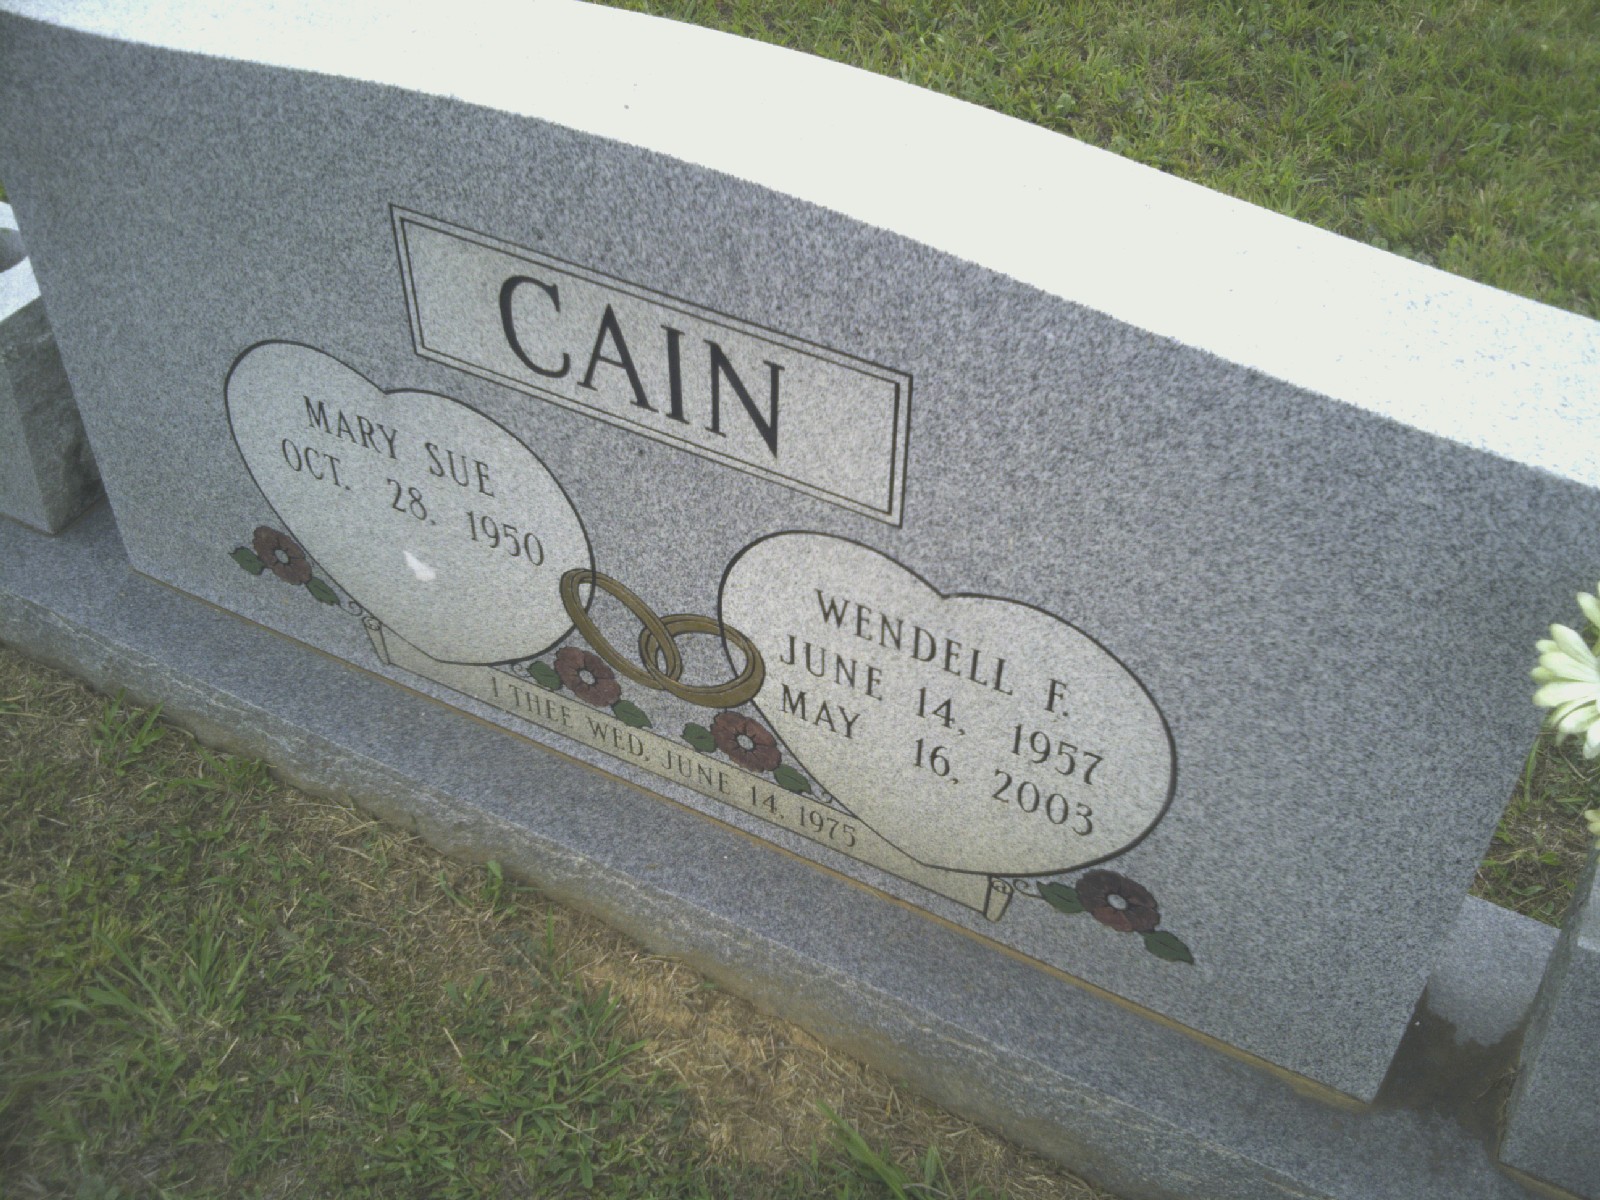 CAIN
MARY SUE
OCT. 28, 1950
WENDELL F.
JUNE 14, 1957
MAY 16, 2003
I THEE WED, JUNE 14, 1975